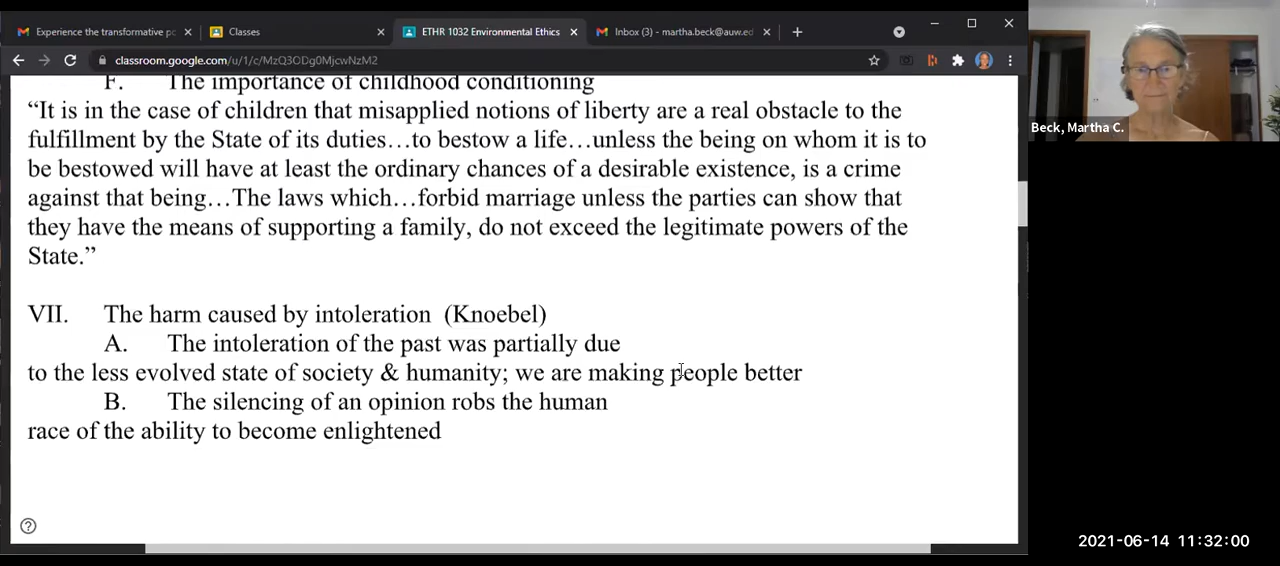 Experience the transformative pc
Classes
ETHR 1032 Environmental Ethics
Inbox (3) - martha.beck@auw.ed
classroom.google.com/u/1/c/MzQ3ODg0MjcwNzM2
F. The importance of childhood conditioning
“It is in the case of children that misapplied notions of liberty are a real obstacle to the
fulfillment by the State of its duties…to bestow a life…unless the being on whom it is to
be bestowed will have at least the ordinary chances of a desirable existence, is a crime
against that being…The laws which…forbid marriage unless the parties can show that
they have the means of supporting a family, do not exceed the legitimate powers of the
State.”
VII. The harm caused by intoleration (Knoebel)
A. The intoleration of the past was partially due
to the less evolved state of society & humanity; we are making people better
B. The silencing of an opinion robs the human
race of the ability to become enlightened
Beck, Martha C.
2021-06-14 11:32:00